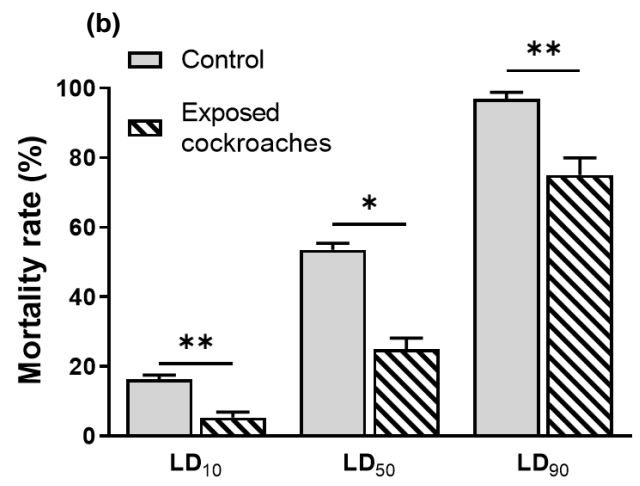 (b)
Control
Exposed
cockroaches
Mortality rate (%)
100
80
60
40
20
0
**
*
**
LD₁₀
LD₅₀
LD₉₀